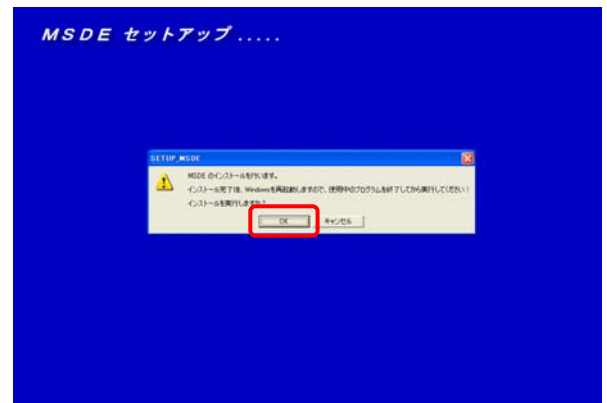 MSDE セットアップ.....
SETUP_MSDE
MSDE のインストールを行います。
インストール完了後、Windowsを再起動しますので、使用中のプログラムを終了してから実行してください！
インストールを実行しますか？
OK キャンセル